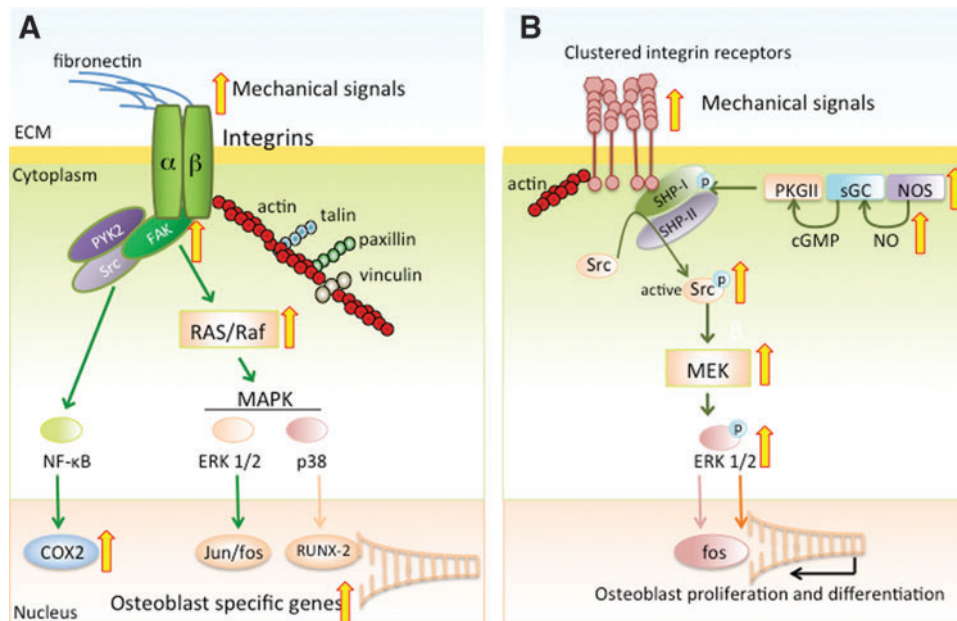 A
fibronectin
Mechanical signals
ECM
Integrins
α
β
Cytoplasm
actin
talin
paxillin
vinculin
PYK2
FAK
Src
RAS/Raf
MAPK
NF-κB
ERK 1/2
p38
COX2
Jun/fos
RUNX-2
Osteoblast specific genes
Nucleus
B
Clustered integrin receptors
Mechanical signals
actin
SHP-I
p
SHP-II
PKGII
sGC
NOS
cGMP
NO
Src
active
Src
p
MEK
p
ERK 1/2
fos
Osteoblast proliferation and differentiation